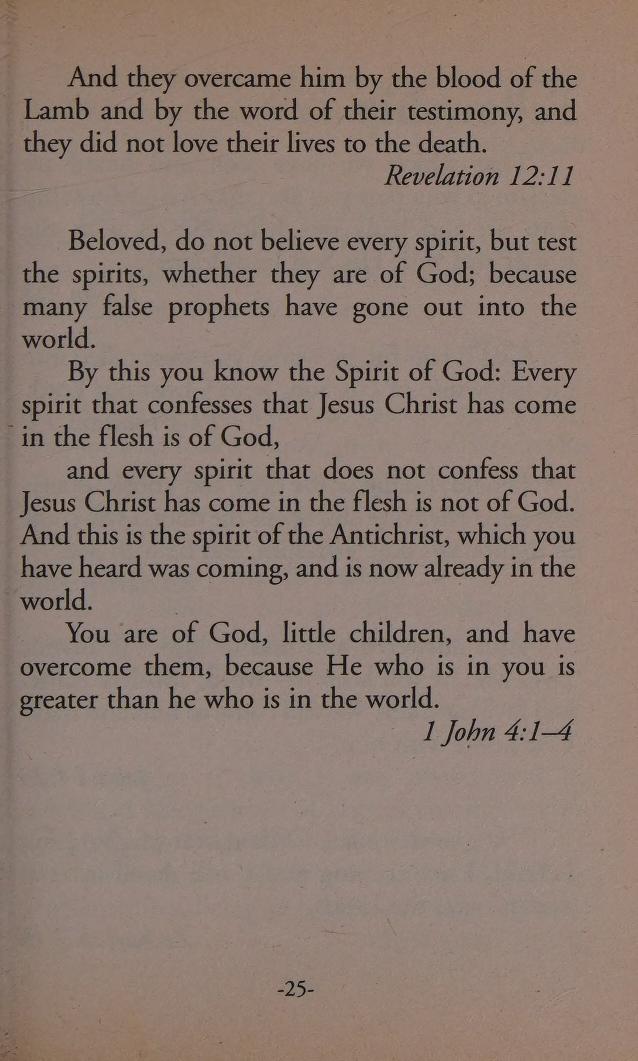 And they overcame him by the blood of the
Lamb and by the word of their testimony, and
they did not love their lives to the death.
Revelation 12:11
Beloved, do not believe every spirit, but test
the spirits, whether they are of God; because
many false prophets have gone out into the
world.
By this you know the Spirit of God: Every
spirit that confesses that Jesus Christ has come
in the flesh is of God,
and every spirit that does not confess that
Jesus Christ has come in the flesh is not of God.
And this is the spirit of the Antichrist, which you
have heard was coming, and is now already in the
world.
You are of God, little children, and have
overcome them, because He who is in you is
greater than he who is in the world.
1 John 4:1–4
-25-